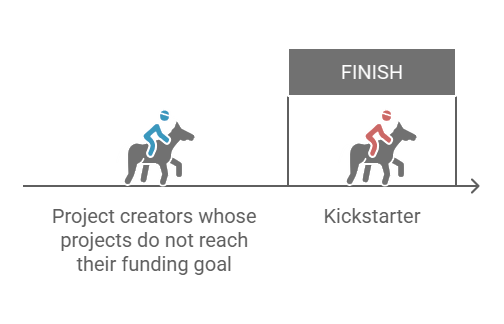 FINISH
Project creators whose
projects do not reach
their funding goal
Kickstarter